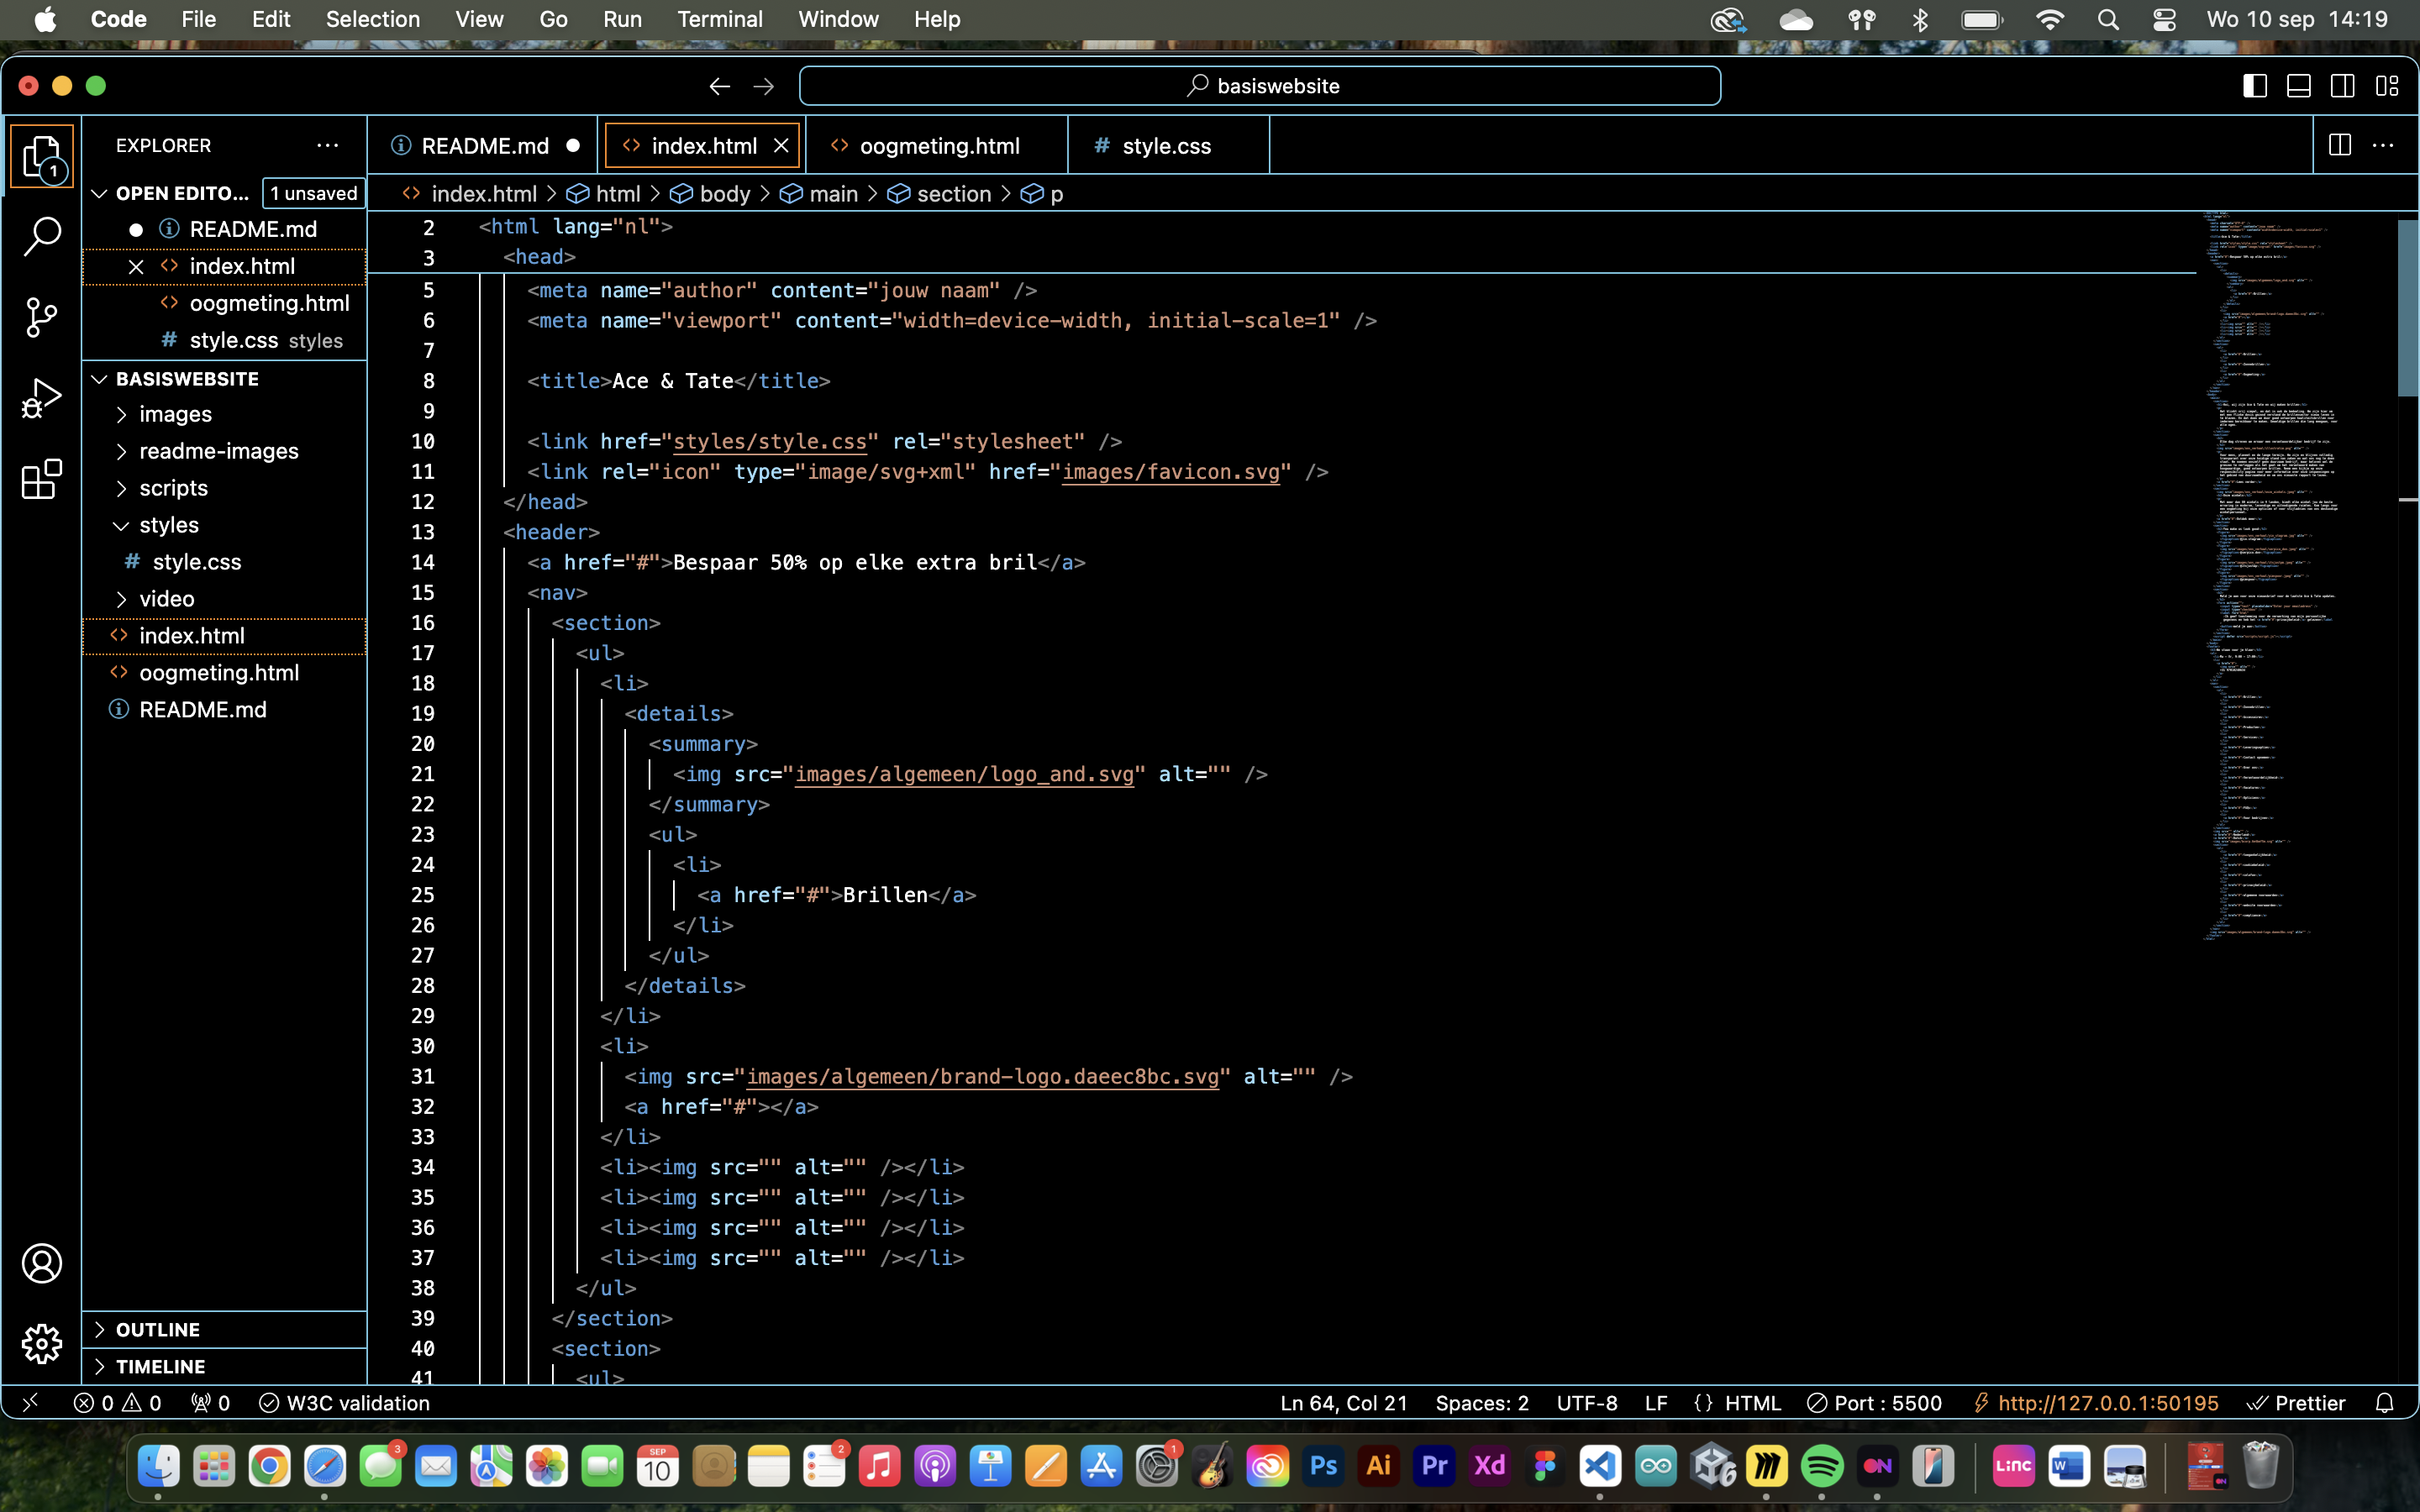 Code File Edit Selection View Go Run Terminal Window Help Wo 10 sep 14:19
basiswebsite
EXPLORER
README.md index.html oogmeting.html # style.css
OPEN EDITO... 1 unsaved
index.html > html > body > main > section > p
README.md
index.html
oogmeting.html
# style.css styles
BASISWEBSITE
images
readme-images
scripts
styles
# style.css
video
index.html
oogmeting.html
README.md
OUTLINE
TIMELINE
2 <html lang="nl">
3 <head>
5 <meta name="author" content="jouw naam" />
6 <meta name="viewport" content="width=device-width, initial-scale=1" />
7
8 <title>Ace & Tate</title>
9
10 <link href="styles/style.css" rel="stylesheet" />
11 <link rel="icon" type="image/svg+xml" href="images/favicon.svg" />
12 </head>
13 <header>
14 <a href="#">Bespaar 50% op elke extra bril</a>
15 <nav>
16 <section>
17 <ul>
18 <li>
19 <details>
20 <summary>
21 <img src="images/algemeen/logo_and.svg" alt="" />
22 </summary>
23 <ul>
24 <li>
25 <a href="#">Brillen</a>
26 </li>
27 </ul>
28 </details>
29 </li>
30 <li>
31 <img src="images/algemeen/brand-logo.daeec8bc.svg" alt="" />
32 <a href="#"></a>
33 </li>
34 <li><img src="" alt="" /></li>
35 <li><img src="" alt="" /></li>
36 <li><img src="" alt="" /></li>
37 <li><img src="" alt="" /></li>
38 </ul>
39 </section>
40 <section>
41 <ul>
0 0 0 W3C validation Ln 64, Col 21 Spaces: 2 UTF-8 LF {} HTML Port : 5500 http://127.0.0.1:50195 Prettier
3 SEP 10 2 1 Ps Ai Pr Xd 6 ON LINC W